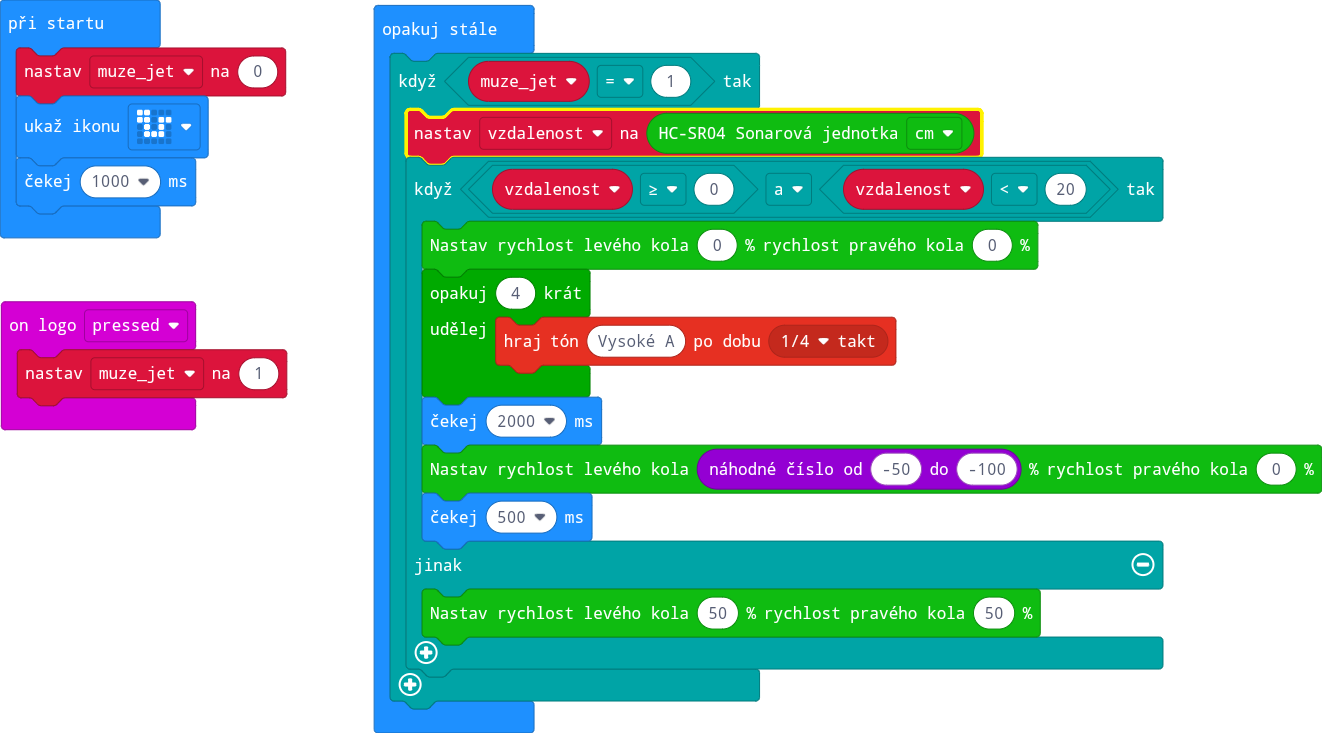 při startu
nastav muze_jet na 0
ukaž ikonu
čekej 1000 ms
on logo pressed
nastav muze_jet na 1
opakuj stále
když muze_jet = 1 tak
nastav vzdalenost na HC-SR04 Sonarová jednotka cm
když vzdalenost ≥ 0 a vzdalenost < 20 tak
Nastav rychlost levého kola 0 % rychlost pravého kola 0 %
opakuj 4 krát
udělej
hraj tón Vysoké A po dobu 1/4 takt
čekej 2000 ms
Nastav rychlost levého kola náhodné číslo od -50 do -100 % rychlost pravého kola 0 %
čekej 500 ms
jinak
Nastav rychlost levého kola 50 % rychlost pravého kola 50 %